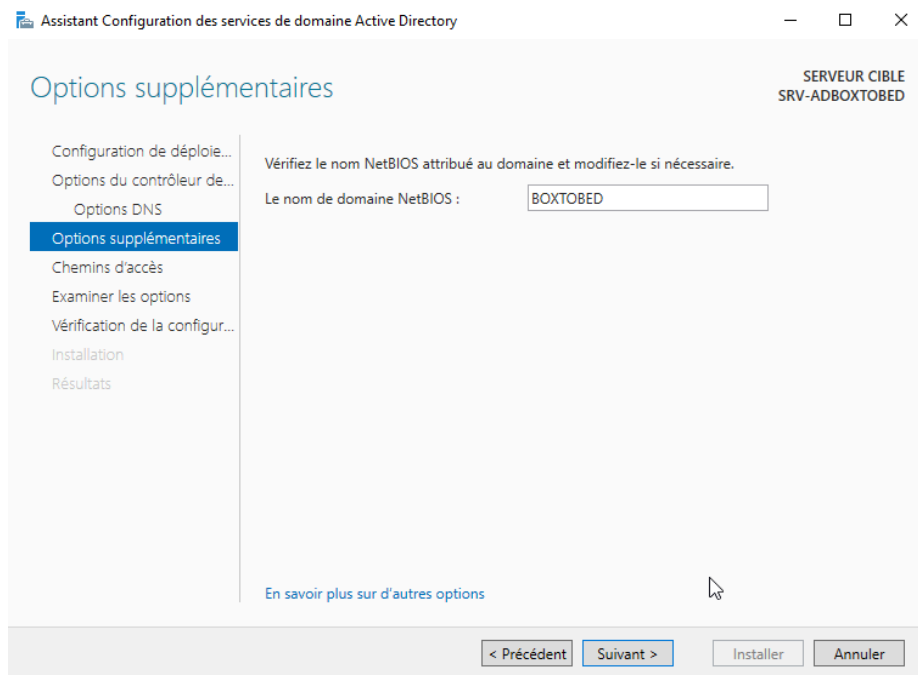 Assistant Configuration des services de domaine Active Directory
Options supplémentaires
SERVEUR CIBLE
SRV-ADBOXTOBED
Configuration de déploie...
Options du contrôleur de...
Options DNS
Options supplémentaires
Chemins d'accès
Examiner les options
Vérification de la configur...
Installation
Résultats
Vérifiez le nom NetBIOS attribué au domaine et modifiez-le si nécessaire.
Le nom de domaine NetBIOS : BOXTOBED
En savoir plus sur d'autres options
< Précédent Suivant > Installer Annuler